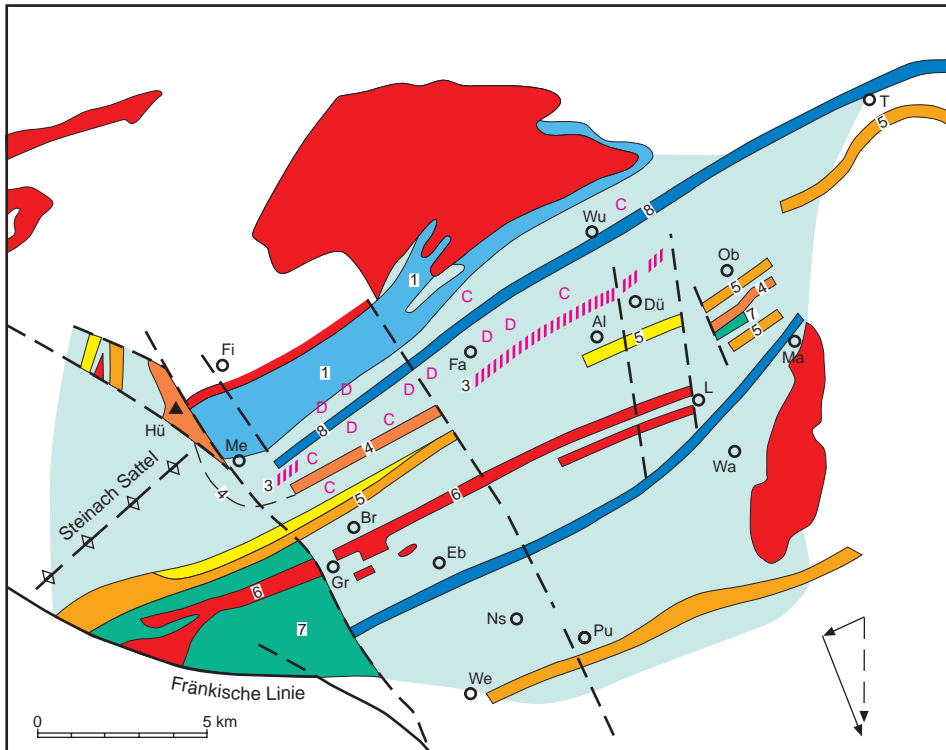 T
5
C
8
Wu
Ob
1
5
4
C
C
Dü
7
D
D
Al
5
5
Fi
Fa
Ma
1
D
D
3
D
D
L
Hü
8
D
C
4
Me
C
Wa
3
4
C
Steinach Sattel
5
6
Br
Gr
Eb
6
7
Ns
Pu
We
Fränkische Linie
0
5 km